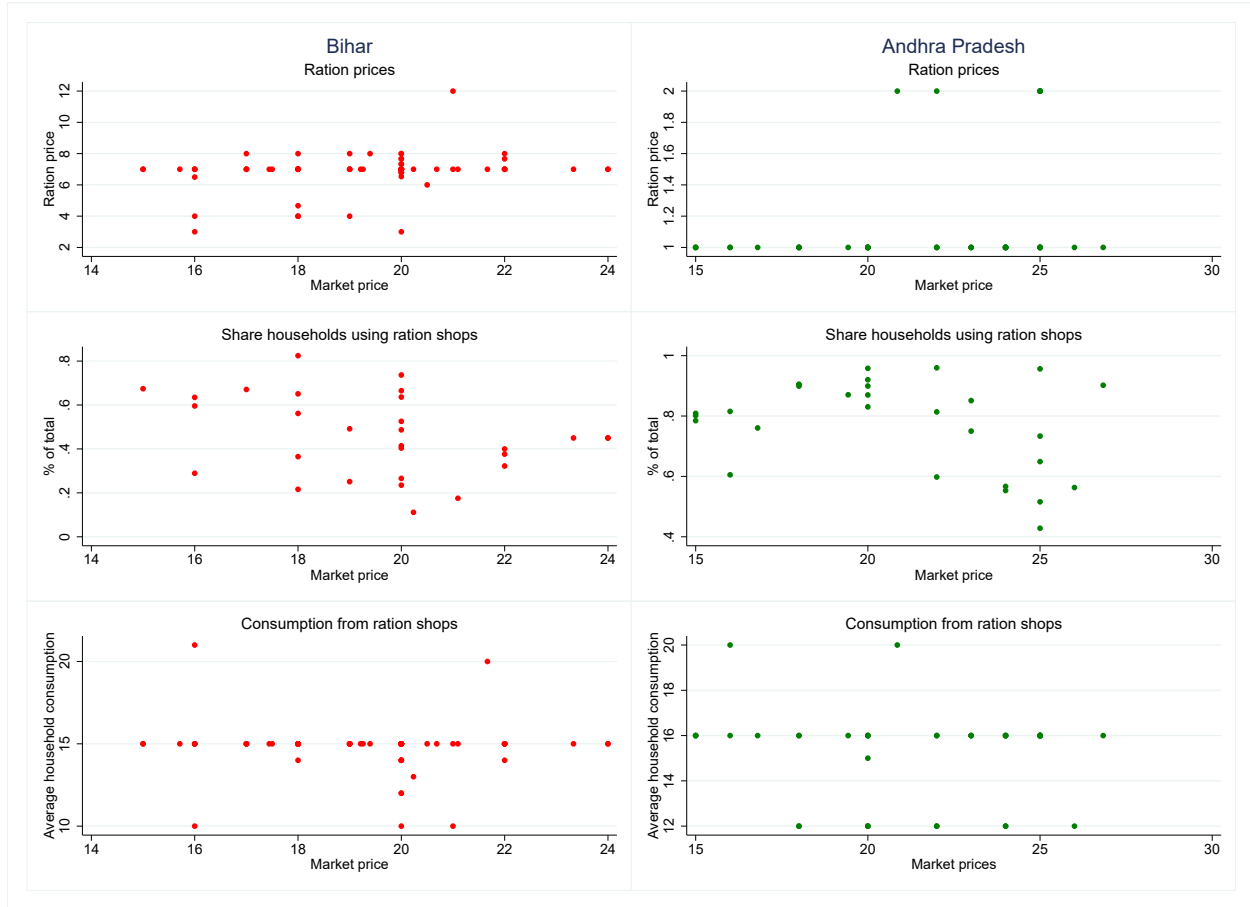 Bihar
Ration prices
Ration price
12
10
8
6
4
2
14 16 18 20 22 24
Market price
Andhra Pradesh
Ration prices
Ration price
2
1.8
1.6
1.4
1.2
1
15 20 25 30
Market price
Share households using ration shops
% of total
.8
.6
.4
.2
0
14 16 18 20 22 24
Market price
Share households using ration shops
% of total
1
.8
.6
.4
15 20 25 30
Market price
Consumption from ration shops
Average household consumption
20
15
10
14 16 18 20 22 24
Market price
Consumption from ration shops
Average household consumption
20
18
16
14
12
15 20 25 30
Market prices